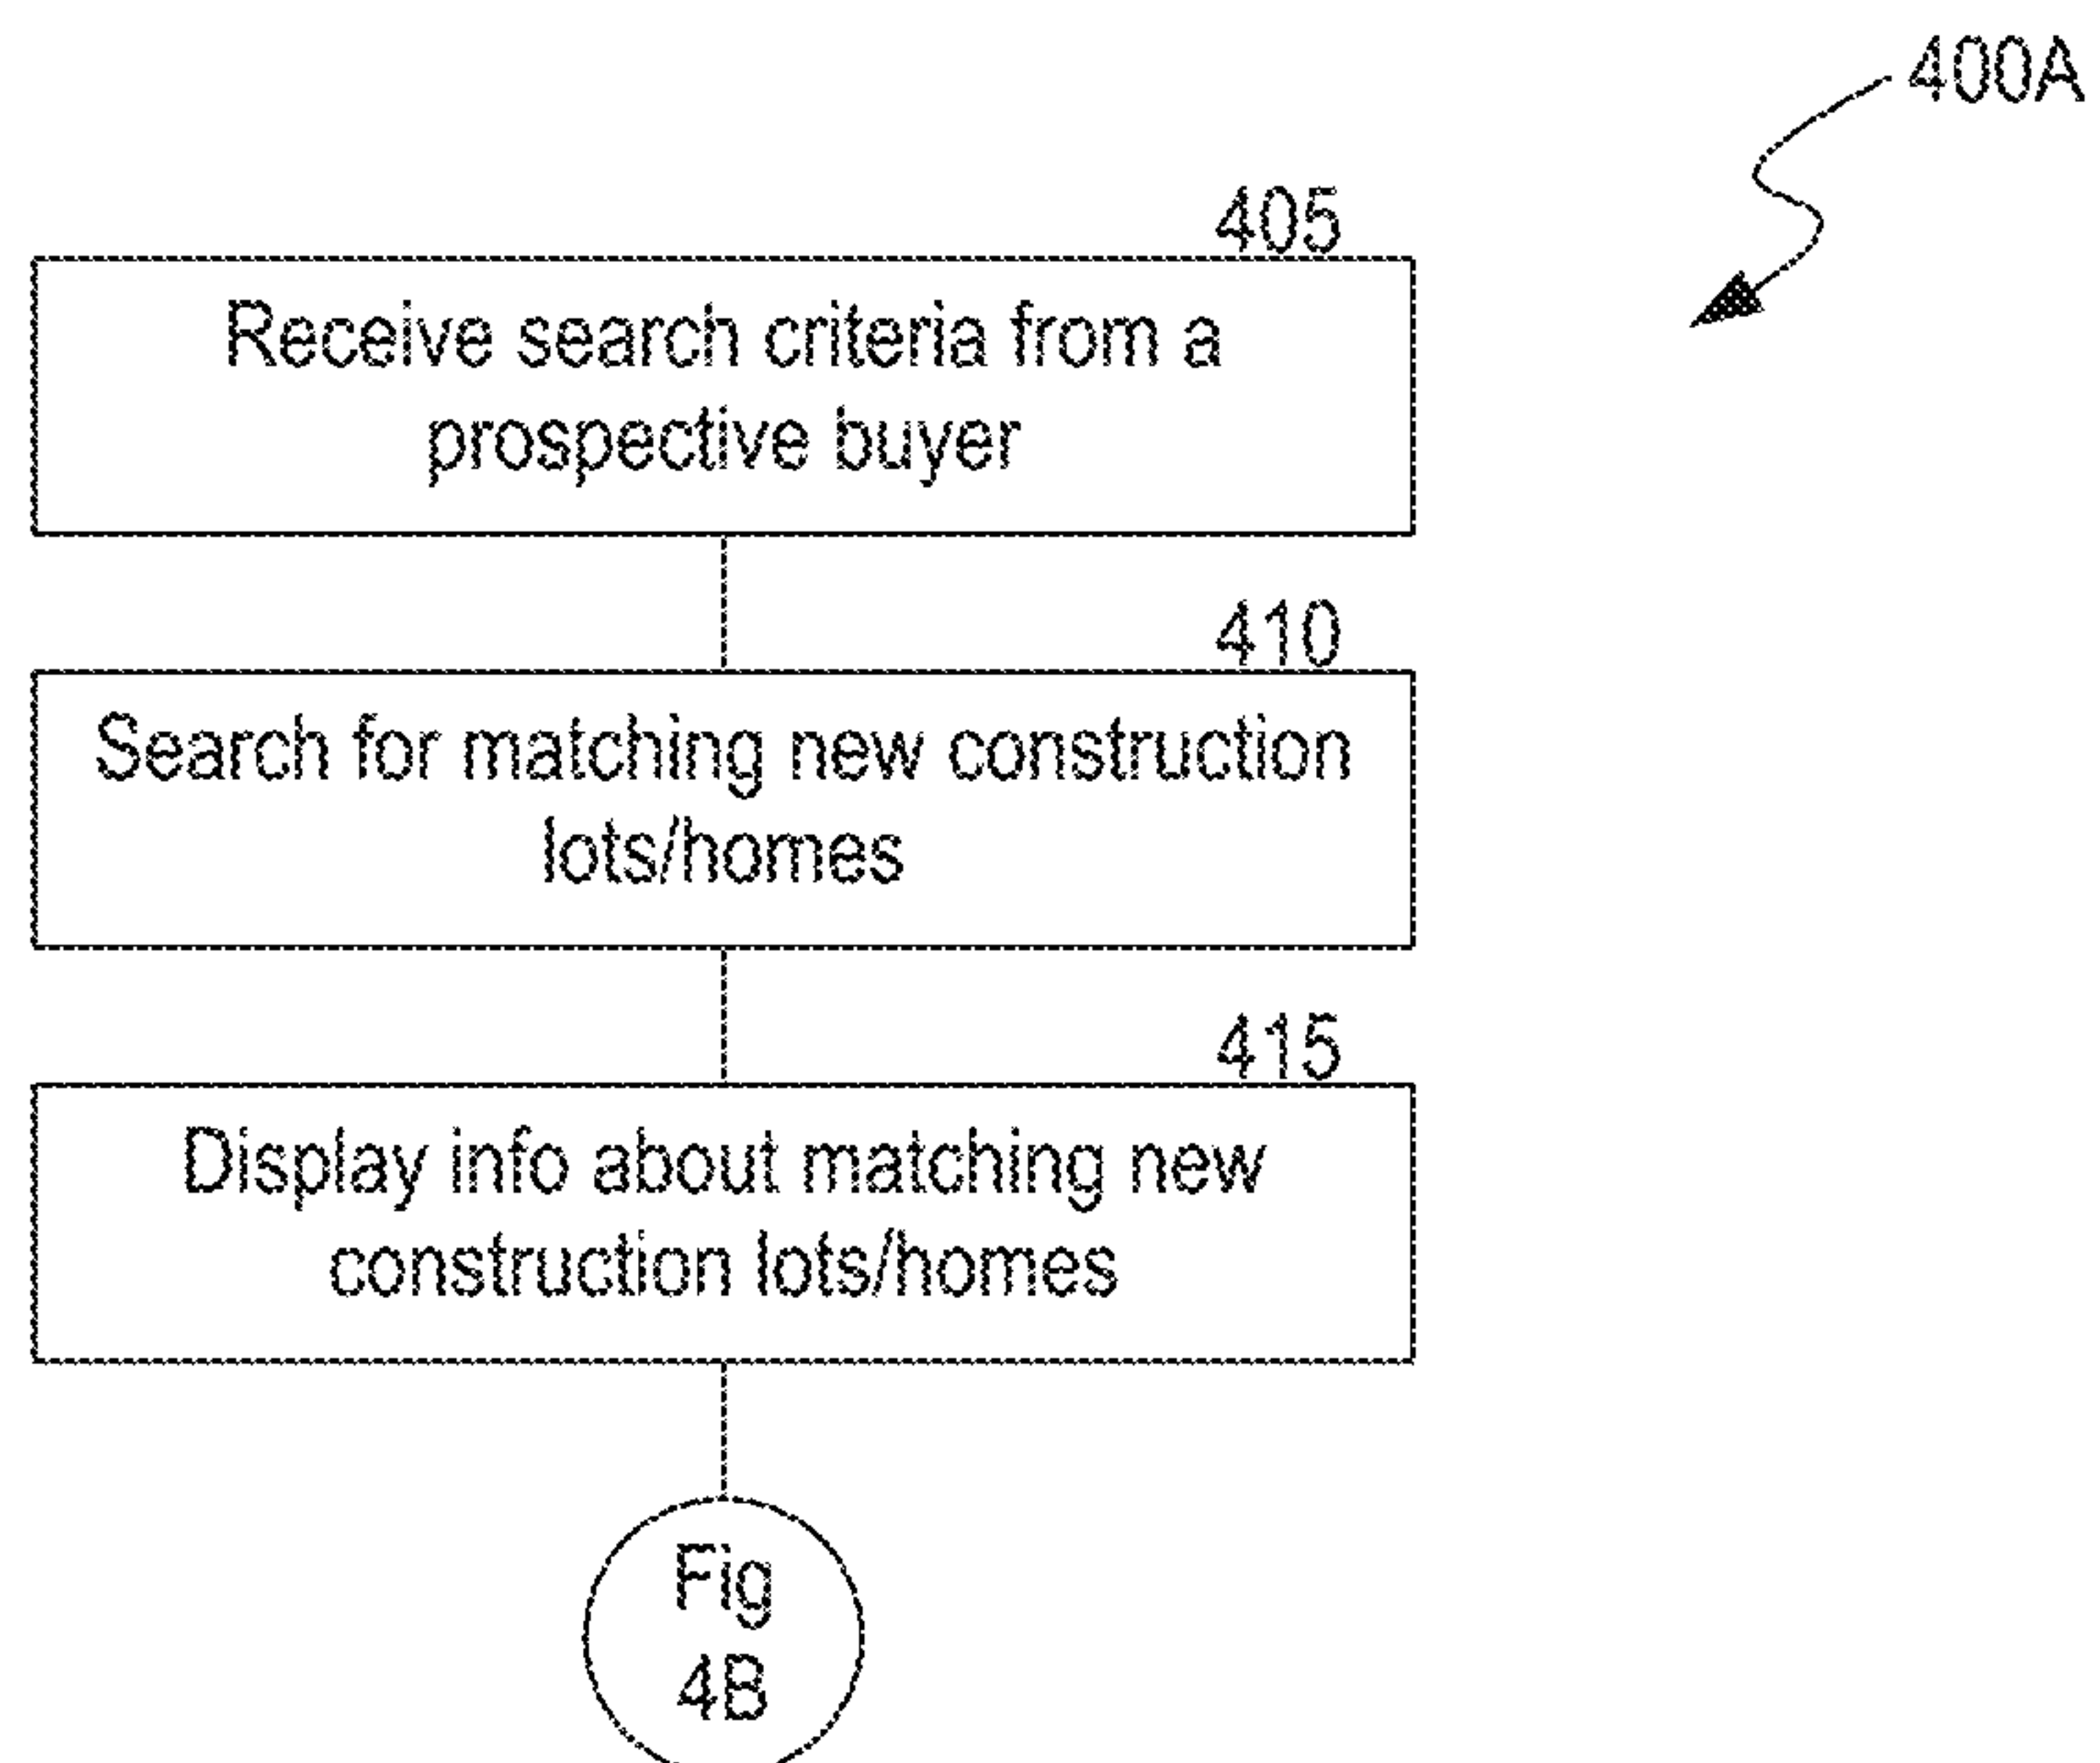 400A
405
Receive search criteria from a
prospective buyer
410
Search for matching new construction
lots/homes
415
Display info about matching new
construction lots/homes
Fig
4B